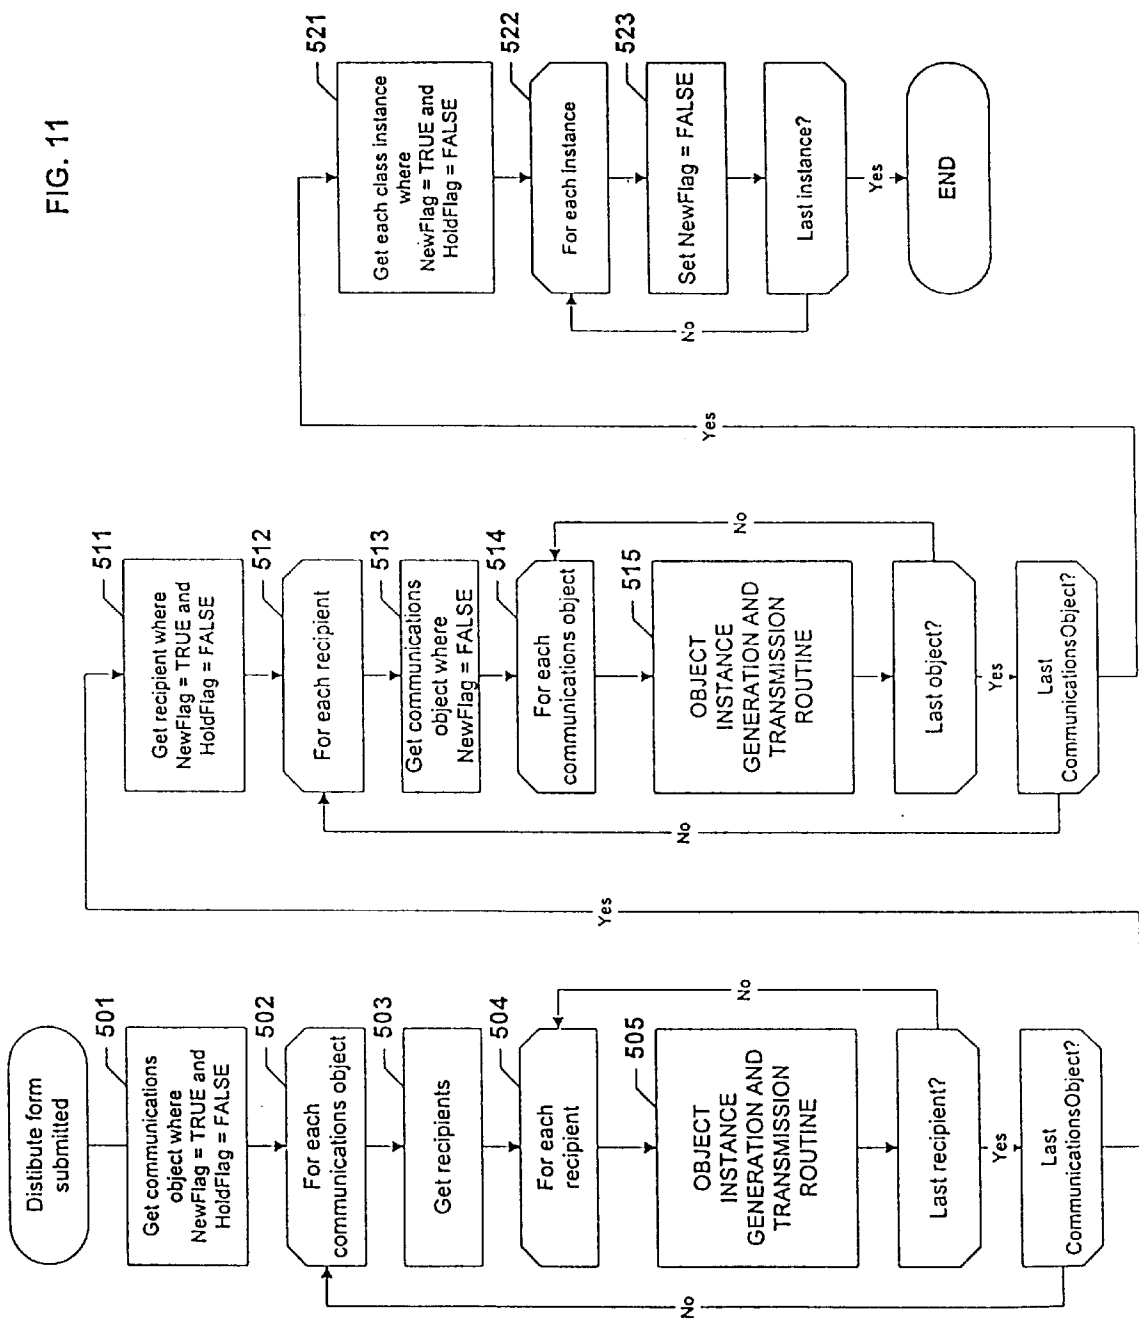 FIG. 11
Distibute form
submitted
501
Get communications
object where
NewFlag = TRUE and
HoldFlag = FALSE
502
For each
communications object
503
Get recipients
504
For each
recipient
505
OBJECT
INSTANCE
GENERATION AND
TRANSMISSION
ROUTINE
No
Last recipient?
Yes
Last
CommunicationsObject?
No
Yes
511
Get recipient where
NewFlag = TRUE and
HoldFlag = FALSE
512
For each recipient
513
Get communications
object where
NewFlag = FALSE
514
For each
communications object
515
OBJECT
INSTANCE
GENERATION AND
TRANSMISSION
ROUTINE
No
Last object?
Yes
Last
CommunicationsObject?
No
Yes
521
Get each class instance
where
NewFlag = TRUE and
HoldFlag = FALSE
522
For each instance
523
Set NewFlag = FALSE
Last instance?
No
Yes
END